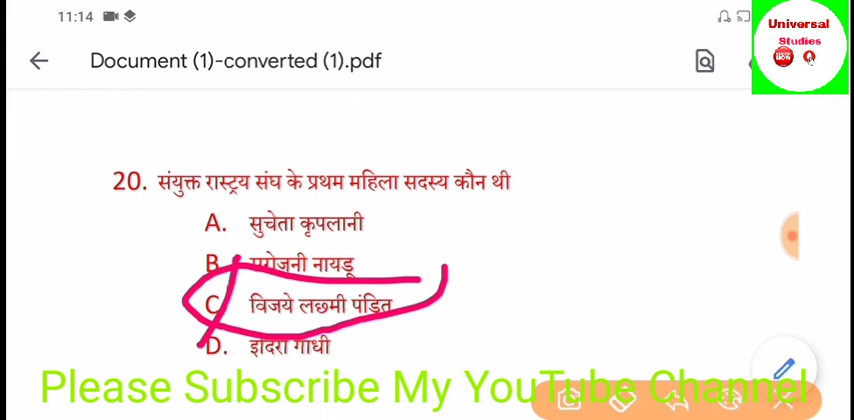 11:14
Universal
Studies
Document (1)-converted (1).pdf
20. संयुक्त रास्ट्रय संघ के प्रथम महिला सदस्य कौन थी
A. सुचेता कृपलानी
B. सरोजनी नायडू
C. विजये लछमी पंडित
D. इंदिरा गांधी
Please Subscribe My YouTube Channel